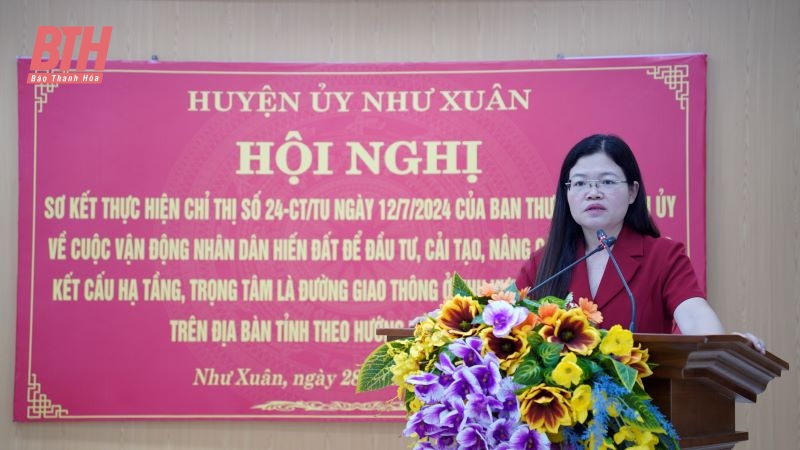 BTH
Báo Thanh Hóa
HUYỆN ỦY NHƯ XUÂN
HỘI NGHỊ
SƠ KẾT THỰC HIỆN CHỈ THỊ SỐ 24-CT/TU NGÀY 12/7/2024 CỦA BAN ỦY
VỀ CUỘC VẬN ĐỘNG NHÂN DÂN HIẾN ĐẤT ĐỂ ĐẦU TƯ, CẢI TẠO, NÂNG
KẾT CẤU HẠ TẦNG, TRỌNG TÂM LÀ ĐƯỜNG GIAO THÔNG
TRÊN ĐỊA BÀN TỈNH THEO
Như Xuân, ngày 28